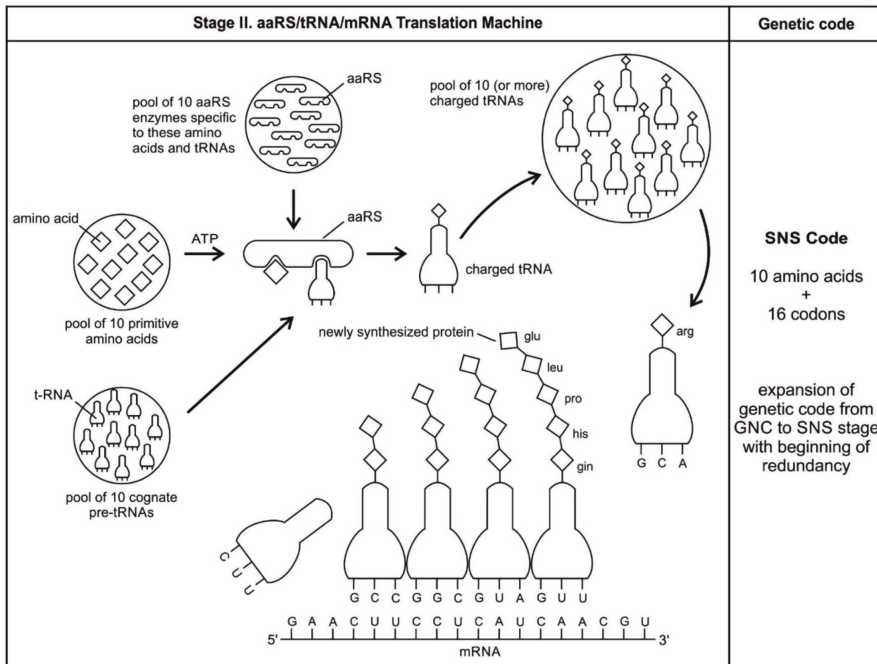 Stage II. aaRS/tRNA/mRNA Translation Machine
Genetic code
aaRS
pool of 10 aaRS
enzymes specific
to these amino
acids and tRNAs
pool of 10 (or more)
charged tRNAs
amino acid
ATP
aaRS
charged tRNA
pool of 10 primitive
amino acids
newly synthesized protein
glu
leu
pro
his
gin
arg
G C A
t-RNA
pool of 10 cognate
pre-tRNAs
C U U
G C C G G C G U A G U U
G A A C U U C C U C A U C A A C G U
5' 3'
mRNA
SNS Code
10 amino acids
+
16 codons
expansion of
genetic code from
GNC to SNS stage
with beginning of
redundancy